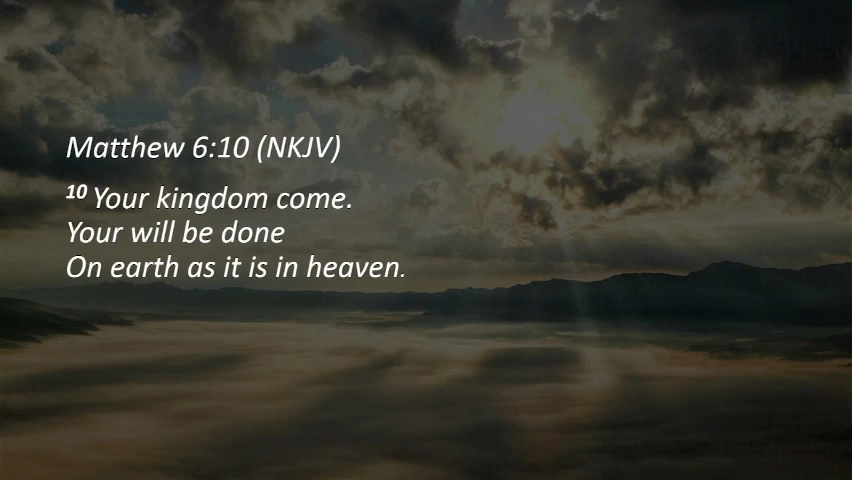 Matthew 6:10 (NKJV)
10 Your kingdom come.
Your will be done
On earth as it is in heaven.